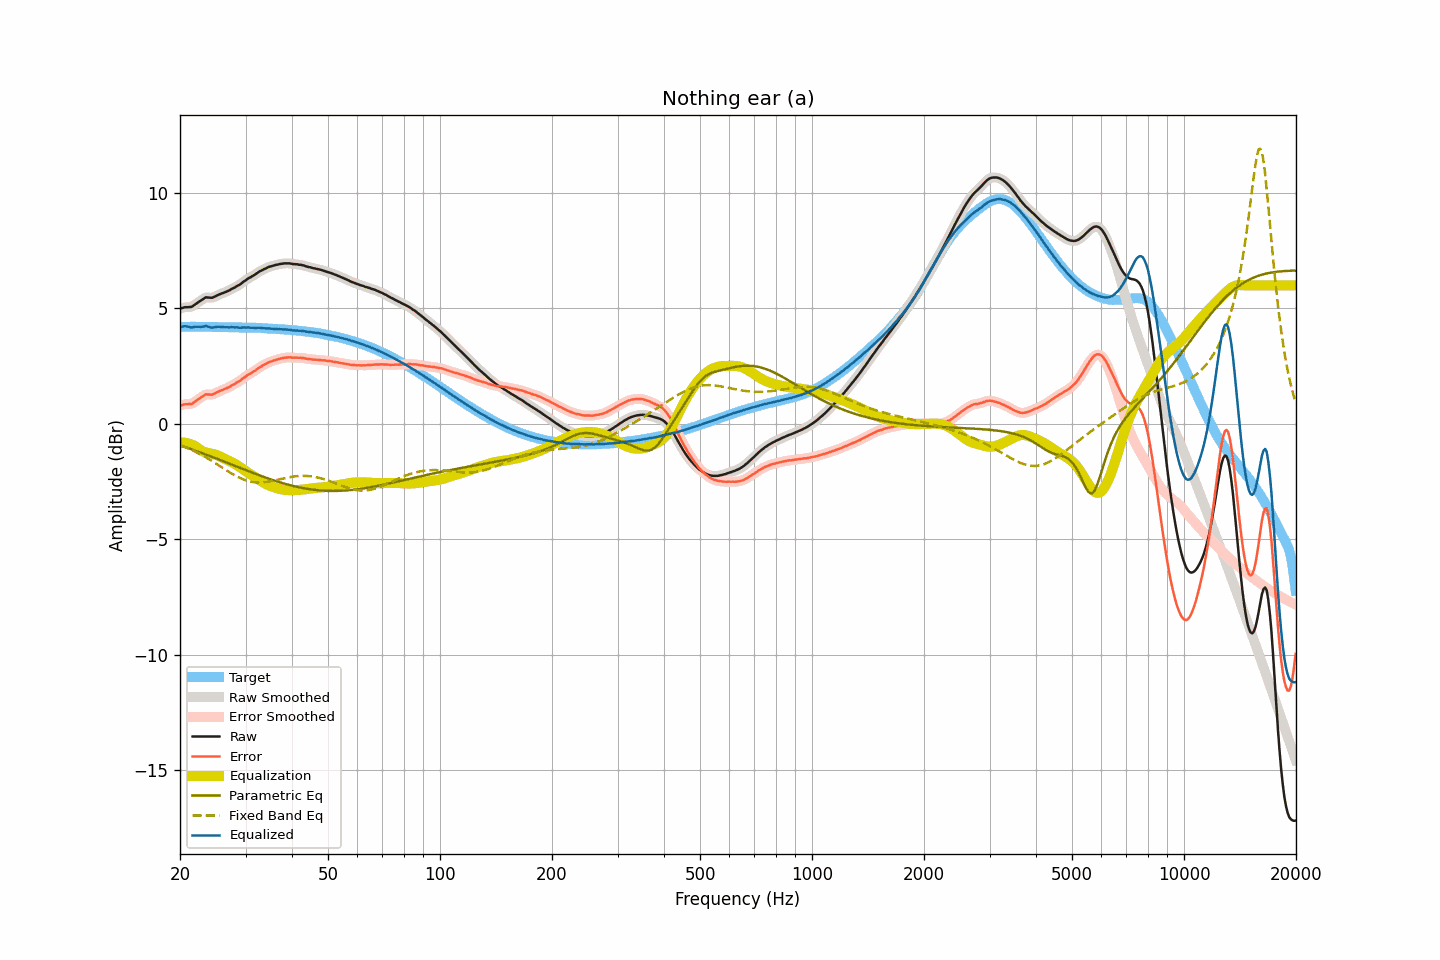 Nothing ear (a)
Amplitude (dBr)
10
5
0
−5
−10
−15
Target
Raw Smoothed
Error Smoothed
Raw
Error
Equalization
Parametric Eq
Fixed Band Eq
Equalized
20 50 100 200 500 1000 2000 5000 10000 20000
Frequency (Hz)